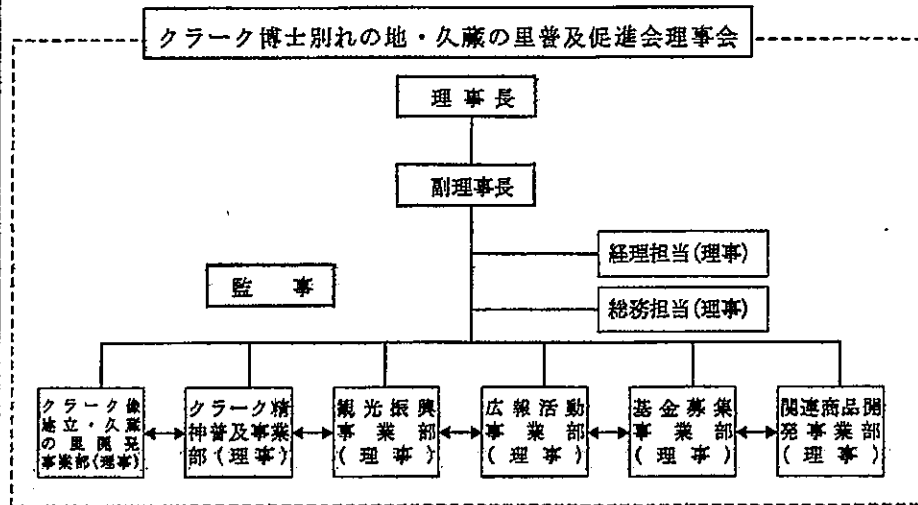 クラーク博士別れの地・久蔵の里普及促進会理事会
理事長
副理事長
経理担当(理事)
監事
総務担当(理事)
クラーク像
建立・久蔵
の里開発
事業部(理事)
クラーク精
神普及事業
部(理事)
観光振興
事業部
(理事)
広報活動
事業部
(理事)
基金募集
事業部
(理事)
関連商品開
発事業部
(理事)